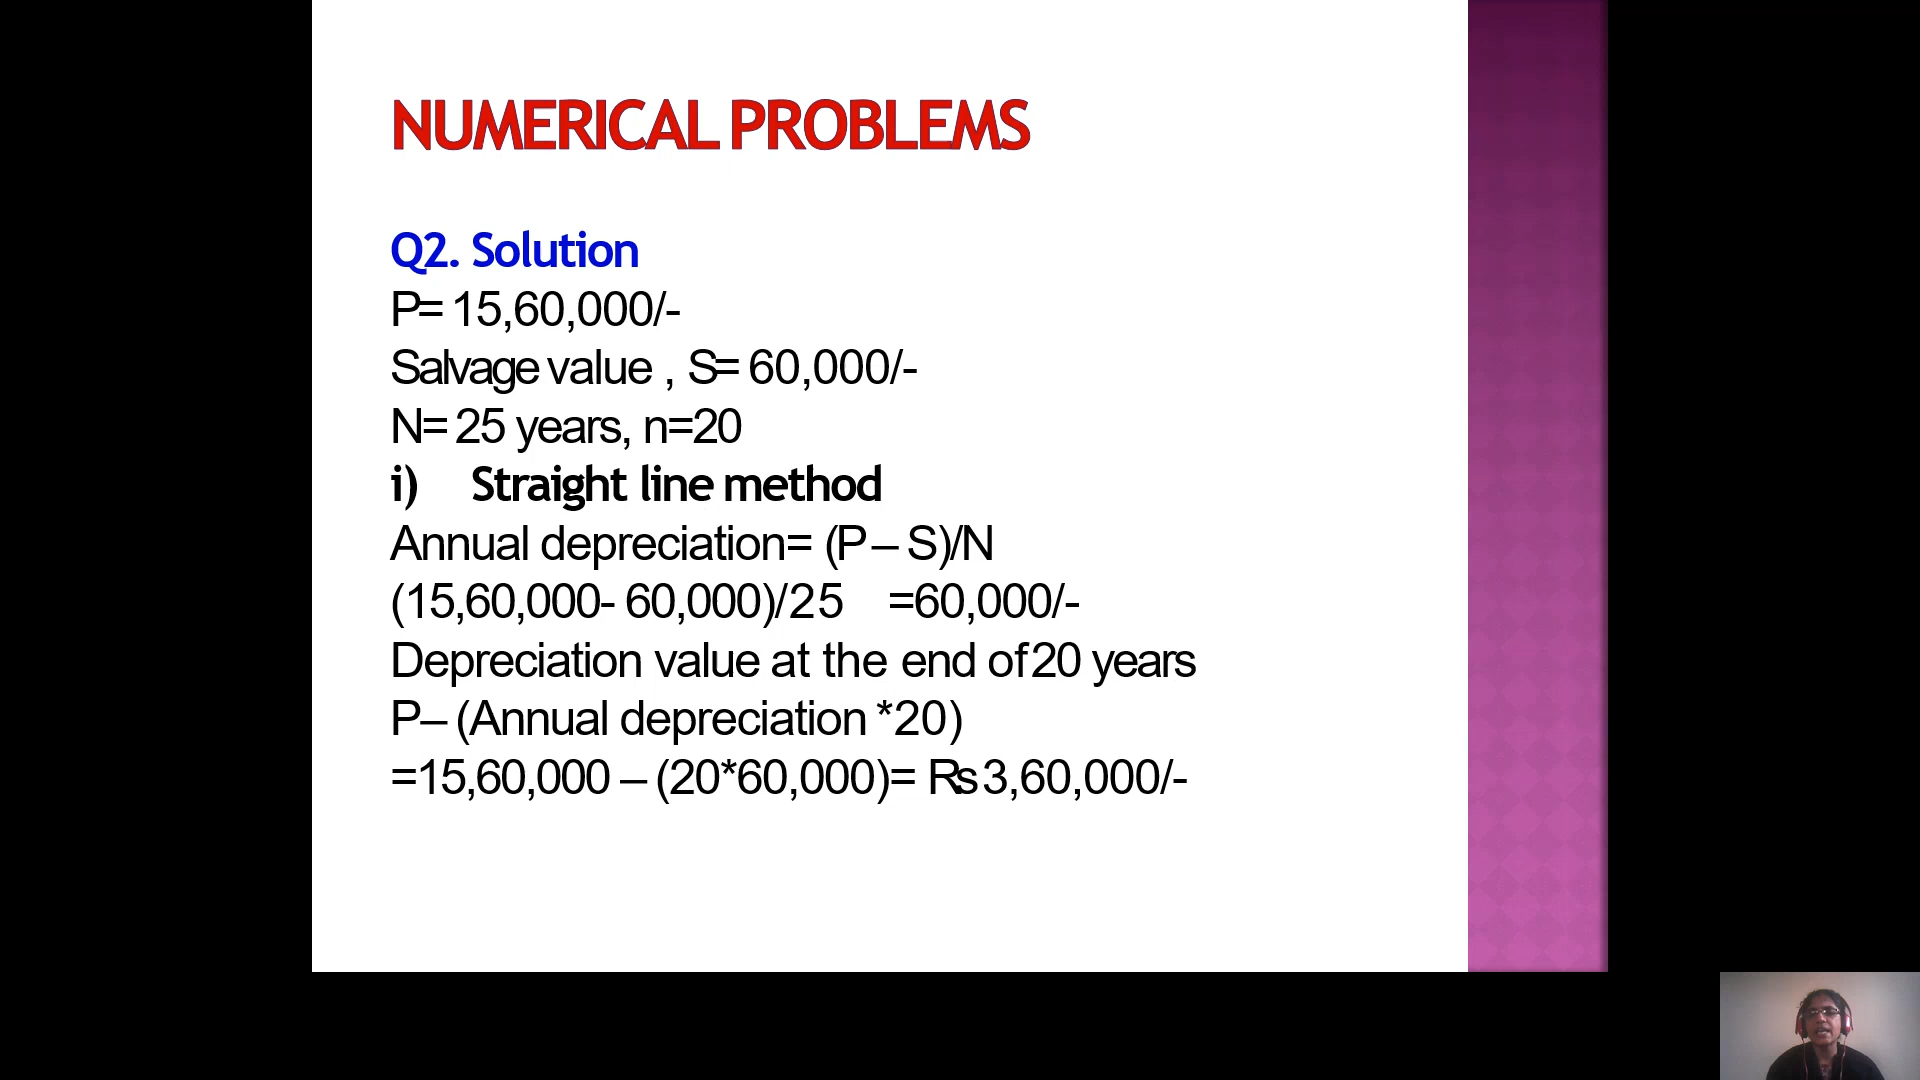 NUMERICAL PROBLEMS
Q2. Solution
P= 15,60,000/-
Salvage value , S= 60,000/-
N= 25 years, n=20
i) Straight line method
Annual depreciation= (P – S)/N
(15,60,000- 60,000)/25 =60,000/-
Depreciation value at the end of 20 years
P– (Annual depreciation *20)
=15,60,000 – (20*60,000)= Rs 3,60,000/-